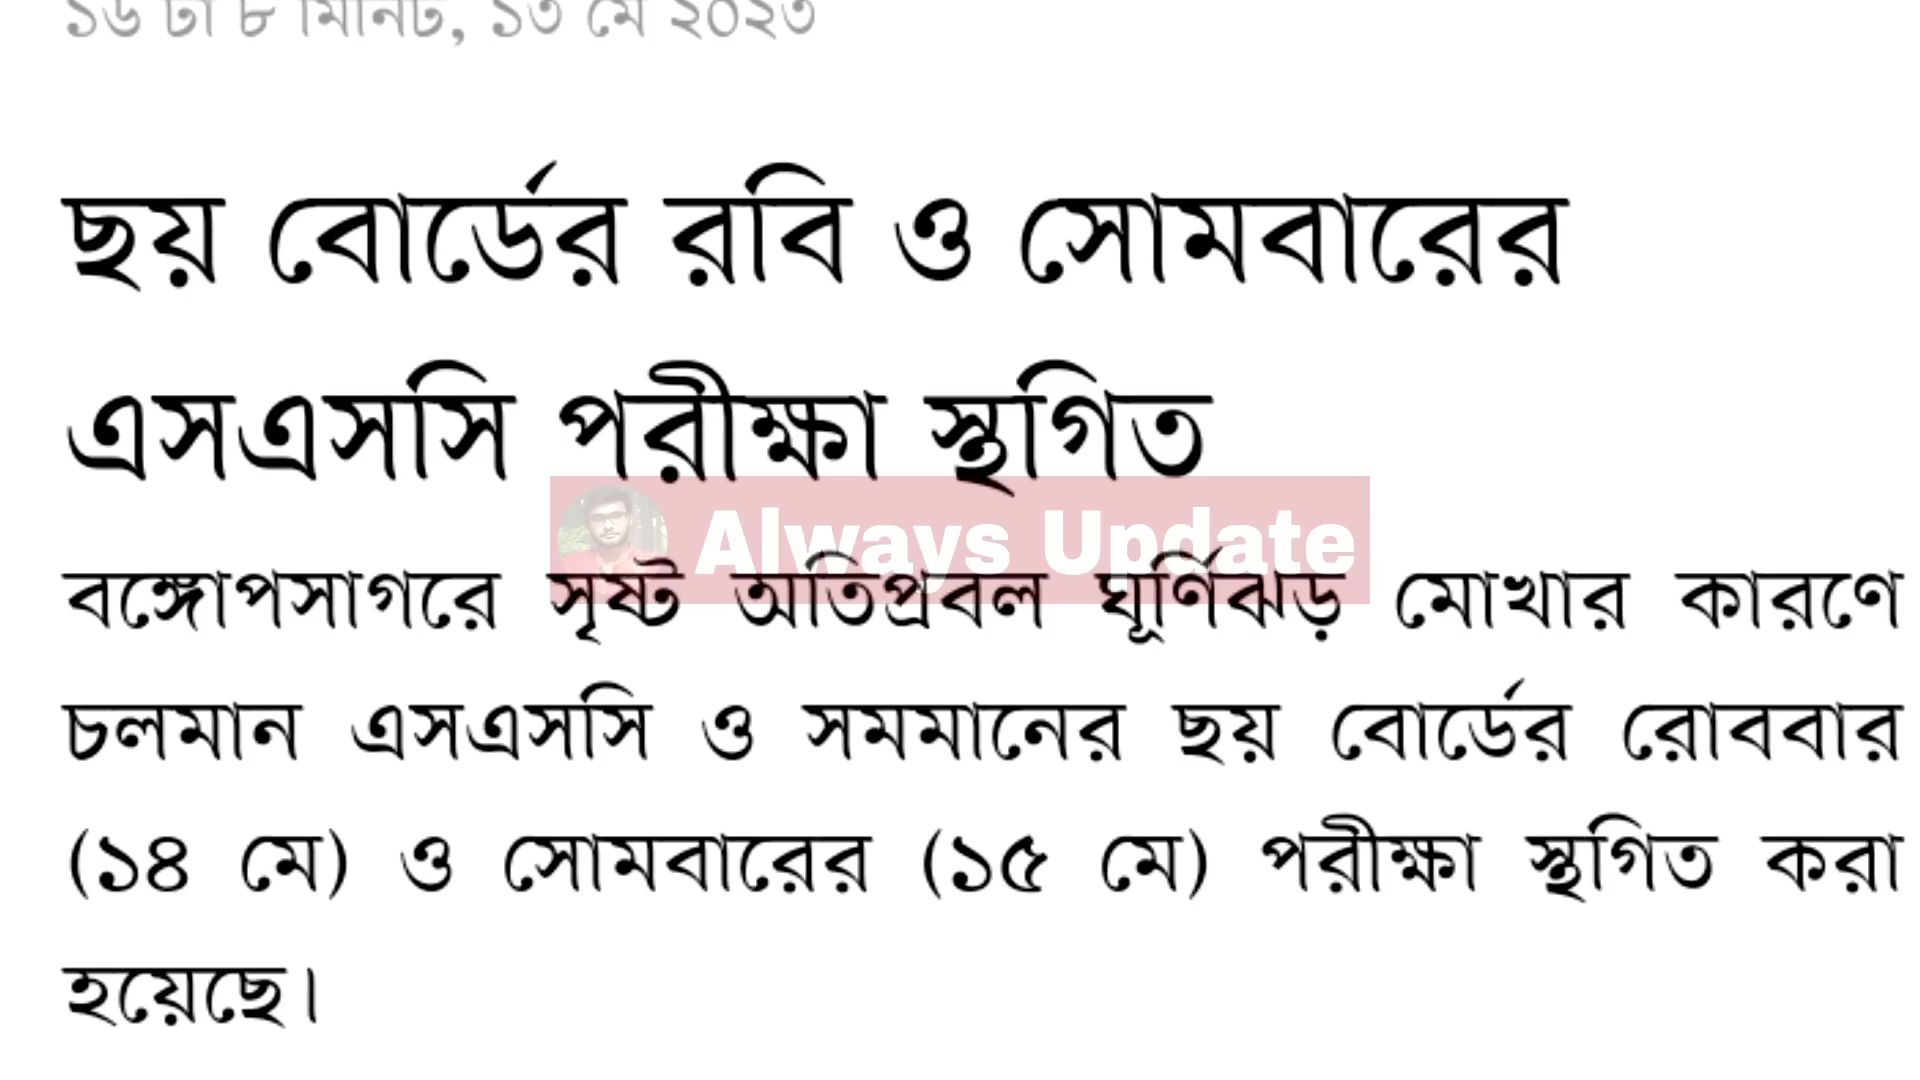 ১৬ টা ৮ মিনিট, ১৩ মে ২০২৩
ছয় বোর্ডের রবি ও সোমবারের
এসএসসি পরীক্ষা স্থগিত
Always Update
বঙ্গোপসাগরে সৃষ্ট অতিপ্রবল ঘূর্ণিঝড় মোখার কারণে
চলমান এসএসসি ও সমমানের ছয় বোর্ডের রোববার
(১৪ মে) ও সোমবারের (১৫ মে) পরীক্ষা স্থগিত করা
হয়েছে।